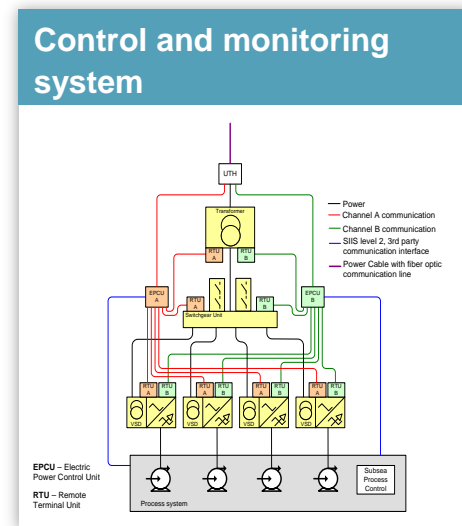 Control and monitoring
system
UTH
Power
Channel A communication
Channel B communication
SIIS level 2, 3rd party
communication interface
Power Cable with fiber optic
communication line
Transformer
RTU
A
RTU
B
EPCU
A
RTU
A
RTU
B
EPCU
B
Switchgear Unit
RTU
A
RTU
B
RTU
A
RTU
B
RTU
A
RTU
B
RTU
A
RTU
B
VSD
VSD
VSD
VSD
EPCU – Electric
Power Control Unit
RTU – Remote
Terminal Unit
Subsea
Process
Control
Process system